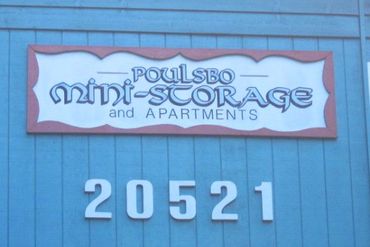 POULSBO
MINI-STORAGE
and APARTMENTS
20521